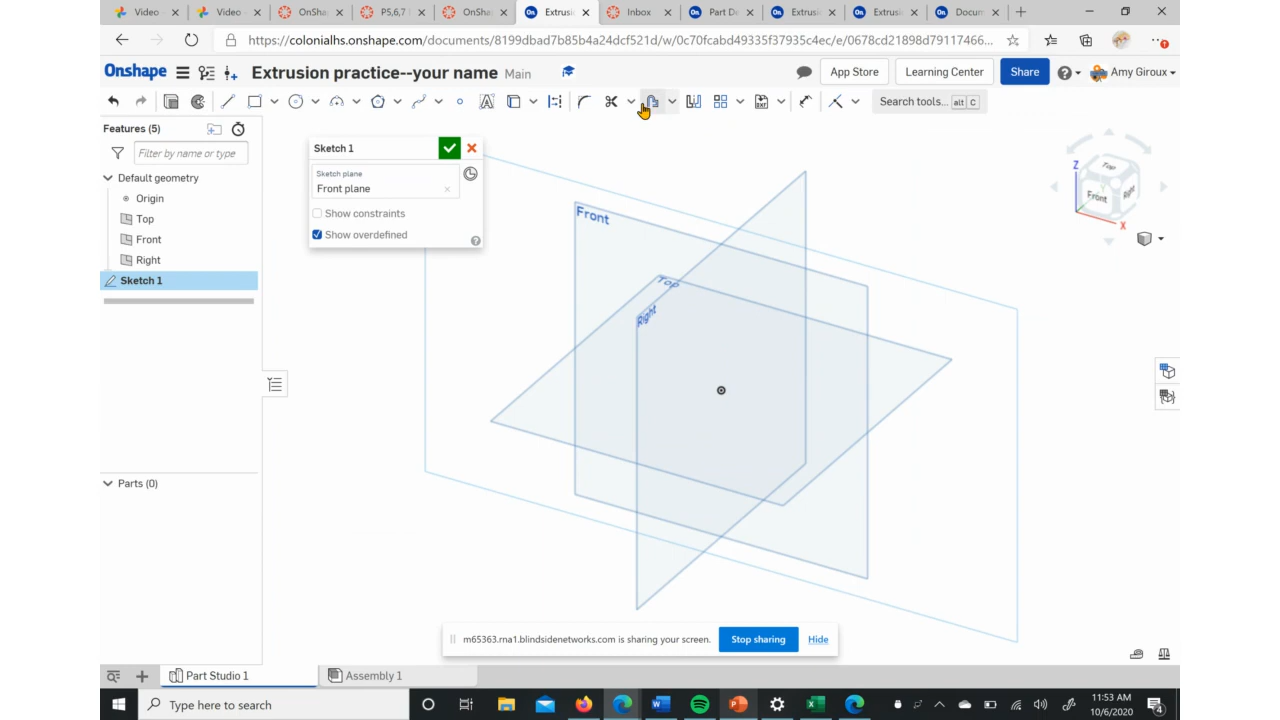 Video
Video
OnSha
P5,6,7
OnSha
Extrusi
Inbox
Part De
Extrusi
Extrusi
Docum
https://colonialhs.onshape.com/documents/8199dbad7b85b4a24dcf521d/w/0c70fcabd49335f37935c4ec/e/0678cd21898d79117466...
Onshape
Extrusion practice--your name Main
App Store
Learning Center
Share
Amy Giroux
Search tools... alt C
Features (5)
Filter by name or type
Default geometry
Origin
Top
Front
Right
Sketch 1
Parts (0)
Sketch 1
Sketch plane
Front plane
Show constraints
Show overdefined
Front
Top
Right
Z
Top
Front
Right
X
m65363.rna1.blindsidenetworks.com is sharing your screen.
Stop sharing
Hide
Part Studio 1
Assembly 1
Type here to search
11:53 AM
10/6/2020
4